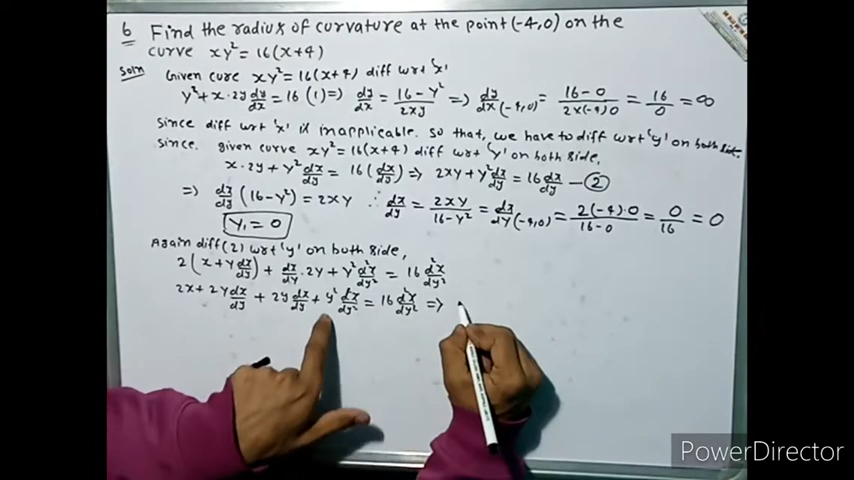 6 Find the radius of curvature at the point (-4,0) on the
curve xy² = 16(x+4)
Soln Given cure xy² = 16(x+4) diff wrt 'x'
y² + x·2y dy/dx = 16 (1) => dy/dx = 16-y²/2xy => dy/dx (-4,0) = 16-0/2x(-4)0 = 16/0 = ∞
Since diff wrt 'x' is inapplicable. So that, we have to diff wrt 'y' on both side.
since. given curve xy² = 16(x+4) diff wrt 'y' on both side,
x·2y + y² dx/dy = 16(dx/dy) => 2xy + y² dx/dy = 16 dx/dy — 2
=> dx/dy (16-y²) = 2xy ∴ dx/dy = 2xy/16-y² = dx/dy (-4,0) = 2(-4)·0/16-0 = 0/16 = 0
Y₁ = 0
Again diff (2) wrt 'y' on both side,
2(x+y dx/dy) + dx/dy·2y + y² d²x/dy² = 16 d²x/dy²
2x + 2y dx/dy + 2y dx/dy + y² d²x/dy² = 16 d²x/dy² =>
PowerDirector